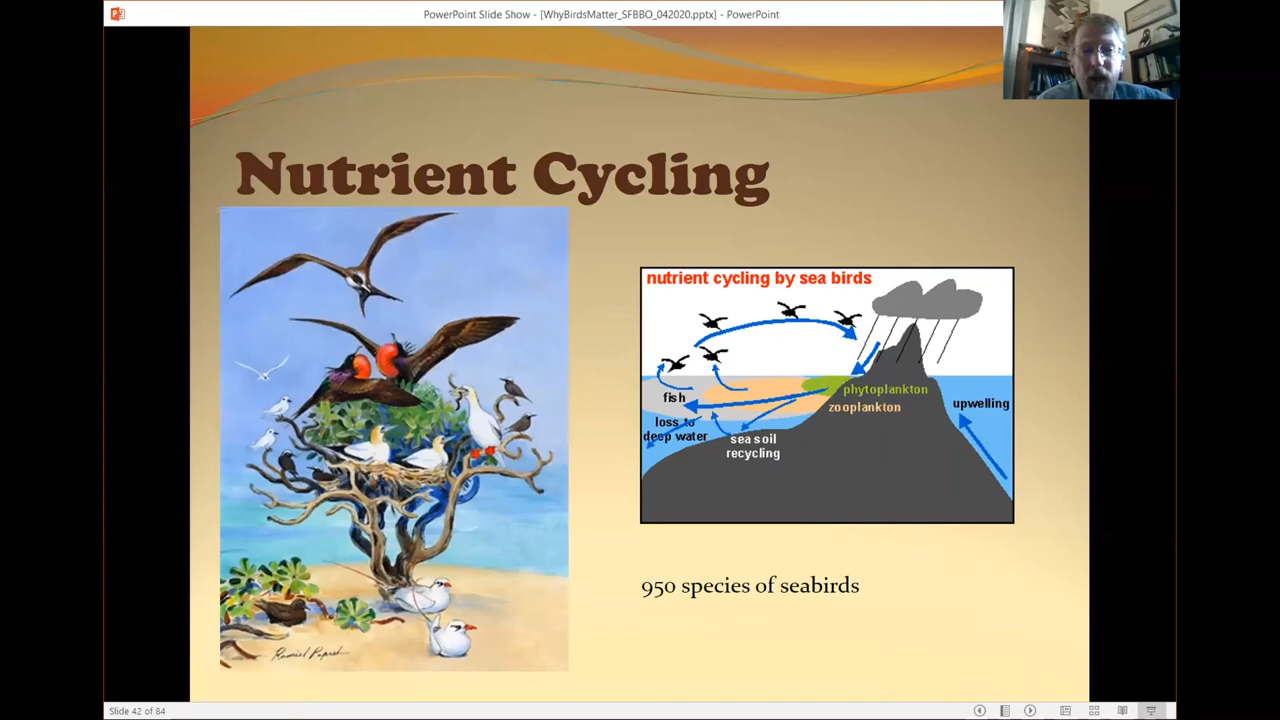 PowerPoint Slide Show - [WhyBirdsMatter_SFBBO_042020.pptx] - PowerPoint
Nutrient Cycling
nutrient cycling by sea birds
fish
phytoplankton
zooplankton
upwelling
loss to
deep water
sea soil
recycling
950 species of seabirds
Slide 42 of 84